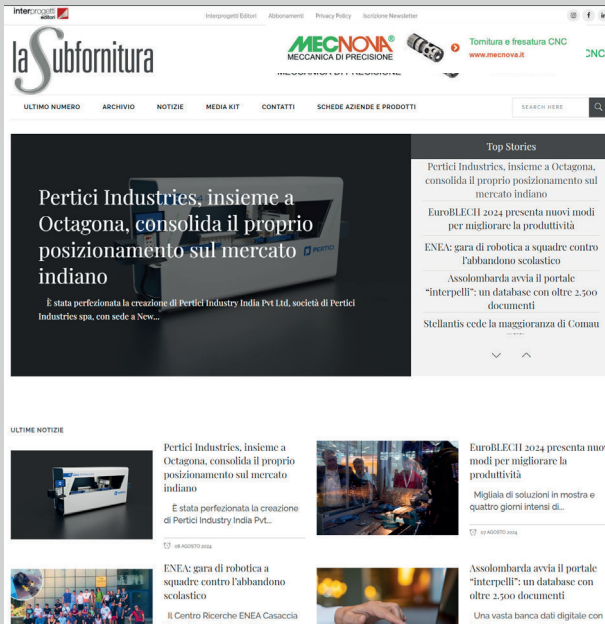 interprogetti
editori
Interprogetti Editori Abbonamenti Privacy Policy Iscrizione Newsletter
la Subfornitura
MECNOVA®
MECCANICA DI PRECISIONE
Tornitura e fresatura CNC
www.mecnova.it
CNC
MECCANICA DI PRECISIONE
ULTIMO NUMERO ARCHIVIO NOTIZIE MEDIA KIT CONTATTI SCHEDE AZIENDE E PRODOTTI
SEARCH HERE
Pertici Industries, insieme a
Octagona, consolida il proprio
posizionamento sul mercato
indiano
È stata perfezionata la creazione di Pertici Industry India Pvt Ltd, società di Pertici
Industries spa, con sede a New...
PERTICI
Top Stories
Pertici Industries, insieme a Octagona,
consolida il proprio posizionamento sul
mercato indiano
EuroBLECH 2024 presenta nuovi modi
per migliorare la produttività
ENEA: gara di robotica a squadre contro
l'abbandono scolastico
Assolombarda avvia il portale
"interpelli": un database con oltre 2.500
documenti
Stellantis cede la maggioranza di Comau
ULTIME NOTIZIE
Pertici Industries, insieme a
Octagona, consolida il proprio
posizionamento sul mercato
indiano
È stata perfezionata la creazione
di Pertici Industry India Pvt...
08 AGOSTO 2024
EuroBLECH 2024 presenta nuov
modi per migliorare la
produttività
Migliaia di soluzioni in mostra e
quattro giorni intensi di...
07 AGOSTO 2024
ENEA: gara di robotica a
squadre contro l'abbandono
scolastico
Il Centro Ricerche ENEA Casaccia
Assolombarda avvia il portale
"interpelli": un database con
oltre 2.500 documenti
Una vasta banca dati digitale con